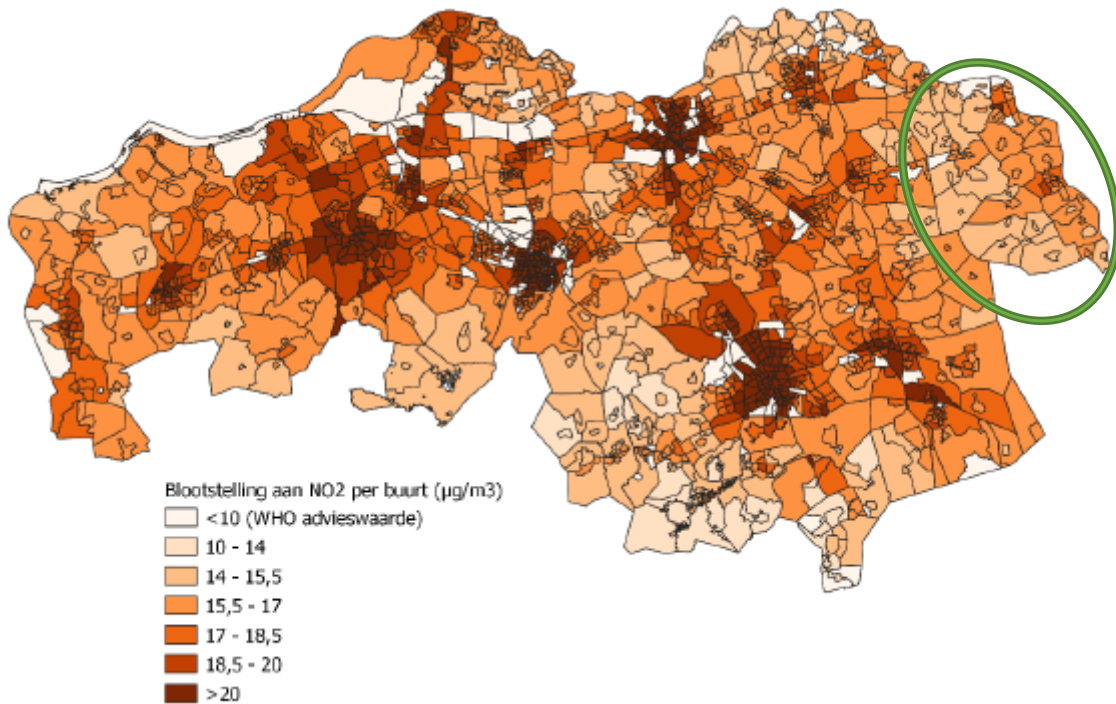 Blootstelling aan NO2 per buurt (µg/m3)
<10 (WHO advieswaarde)
10 - 14
14 - 15,5
15,5 - 17
17 - 18,5
18,5 - 20
>20